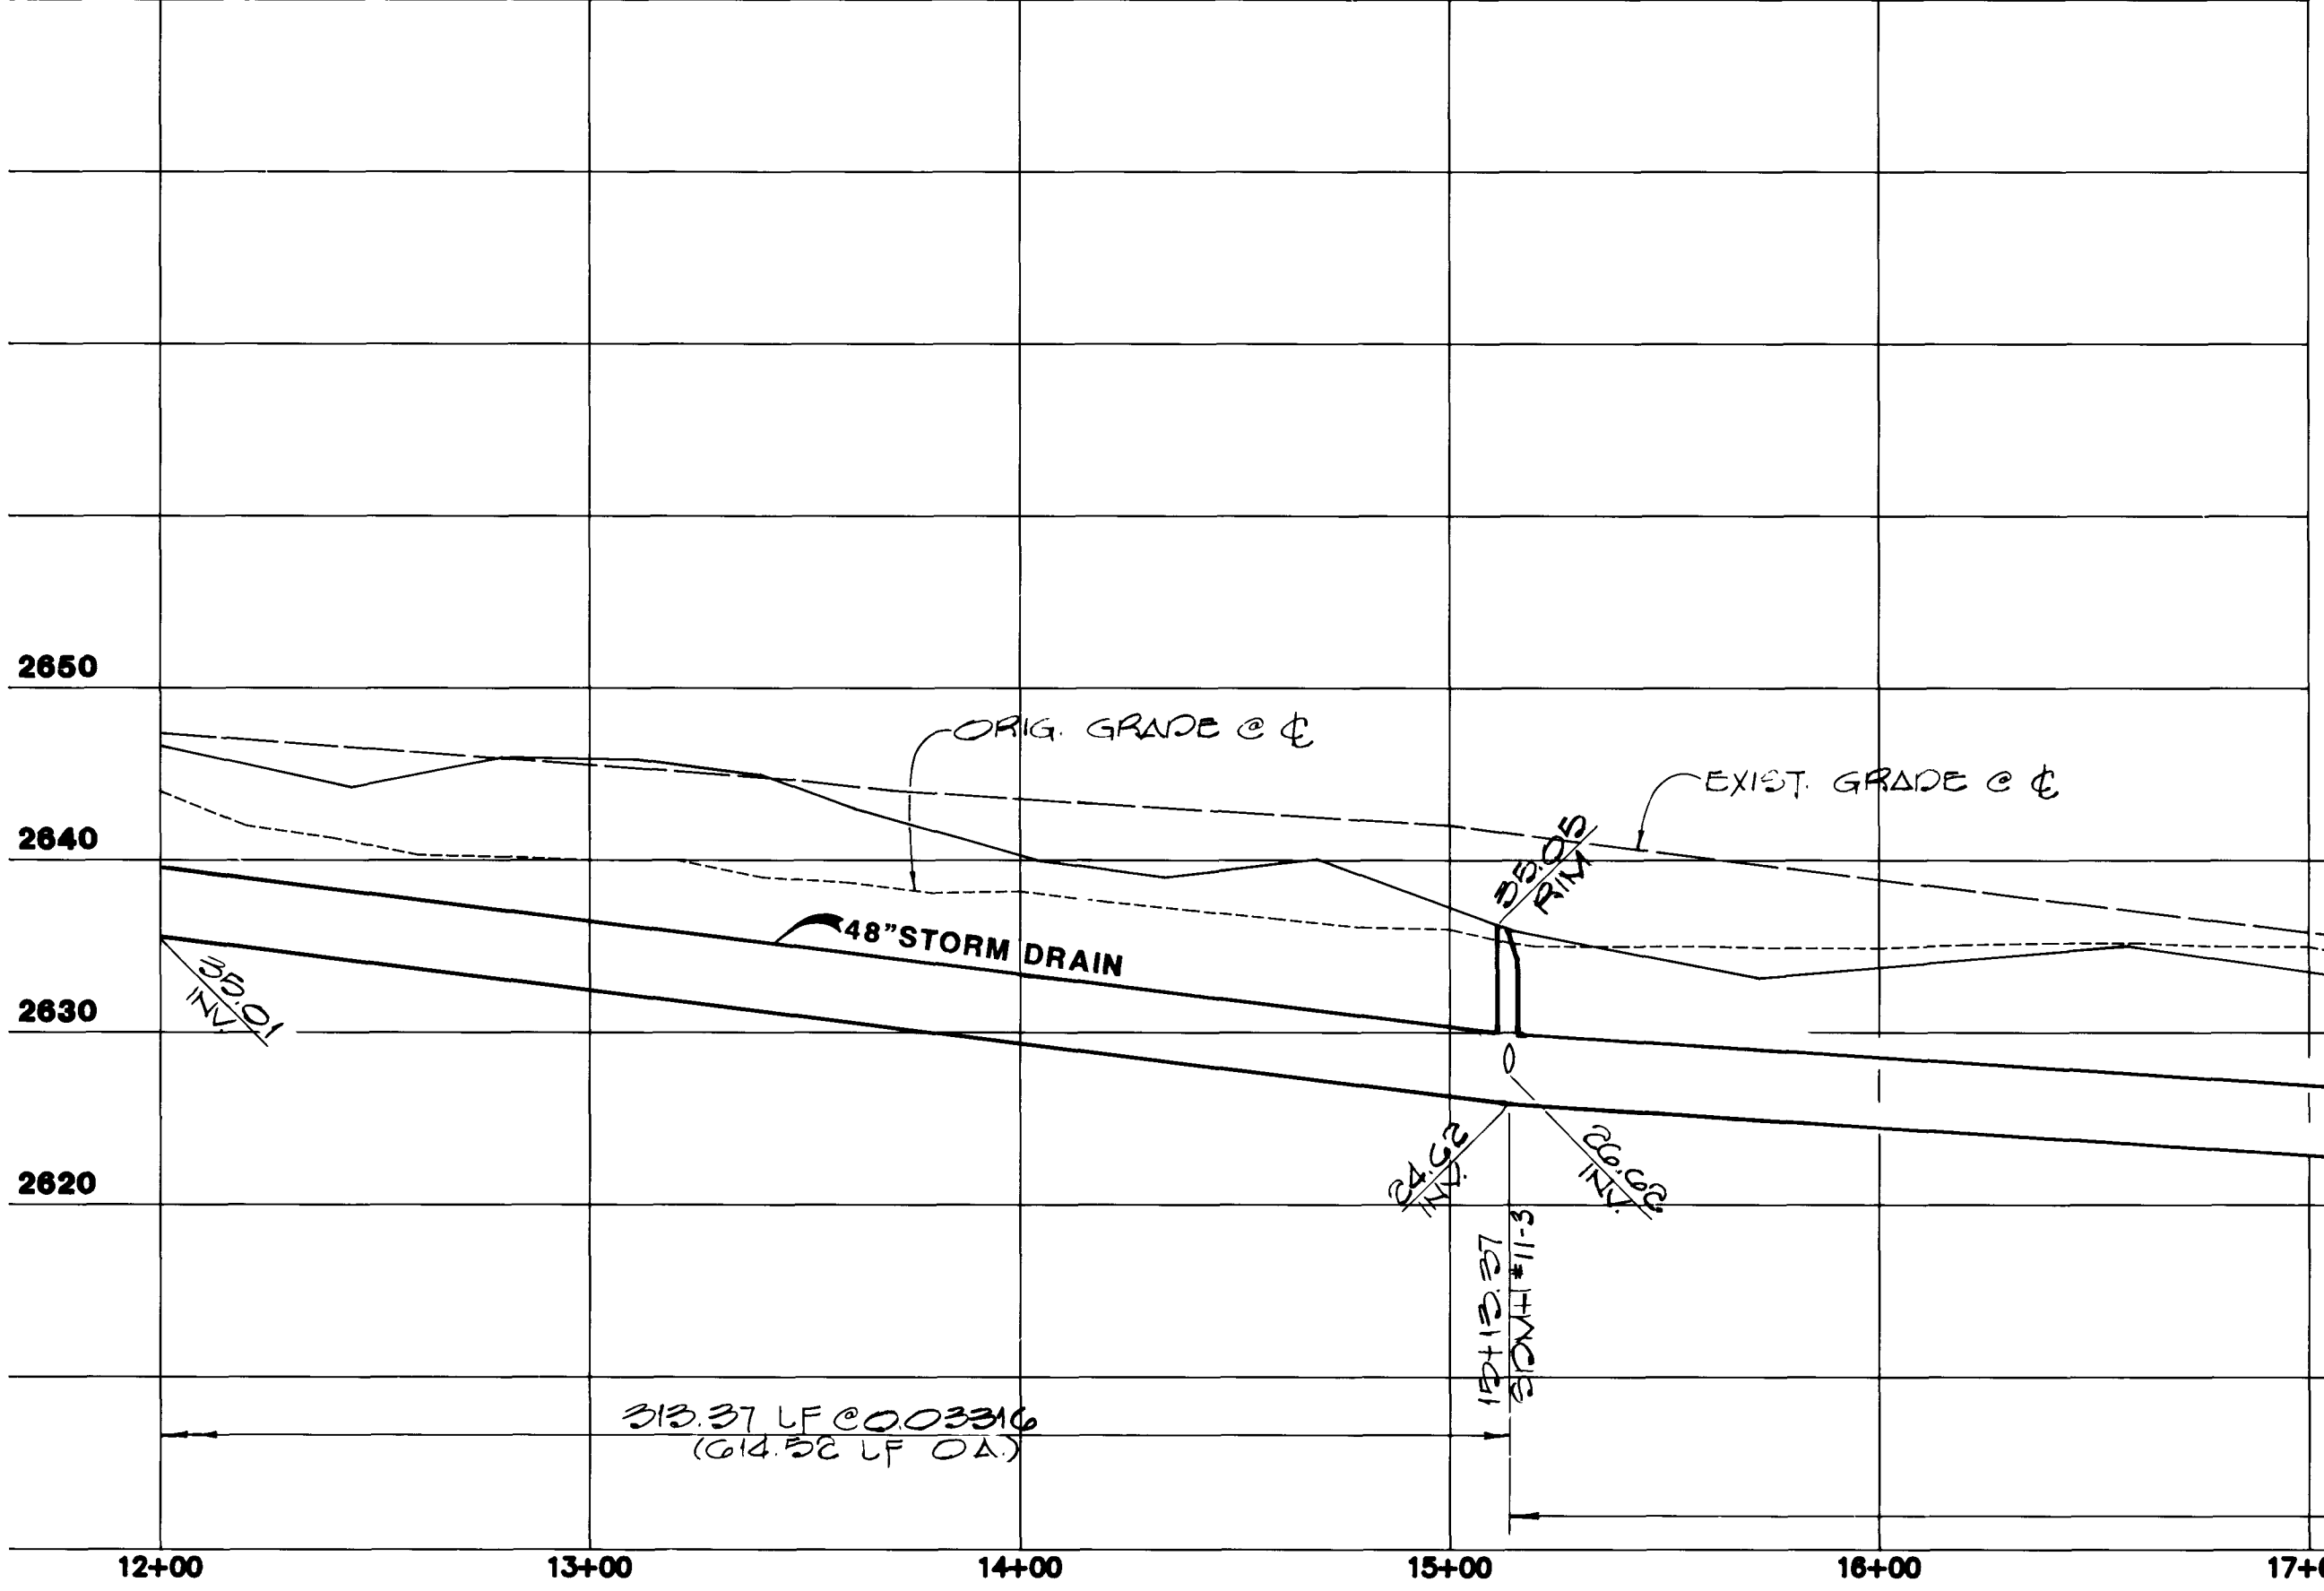 2650
ORIG. GRADE @ ℄
EXIST. GRADE @ ℄
2640
35.05
RIM
48" STORM DRAIN
35.01
INV.
2630
24.62
INV.
26.62
INV.
2620
15+13.37
SDMH #11-3
313.37 LF @ 0.03316
(614.52 LF OA.)
12+00
13+00
14+00
15+00
16+00